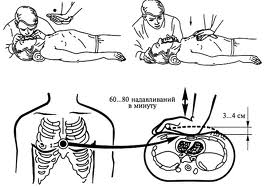 60...80 надавливаний
в минуту
3...4 см